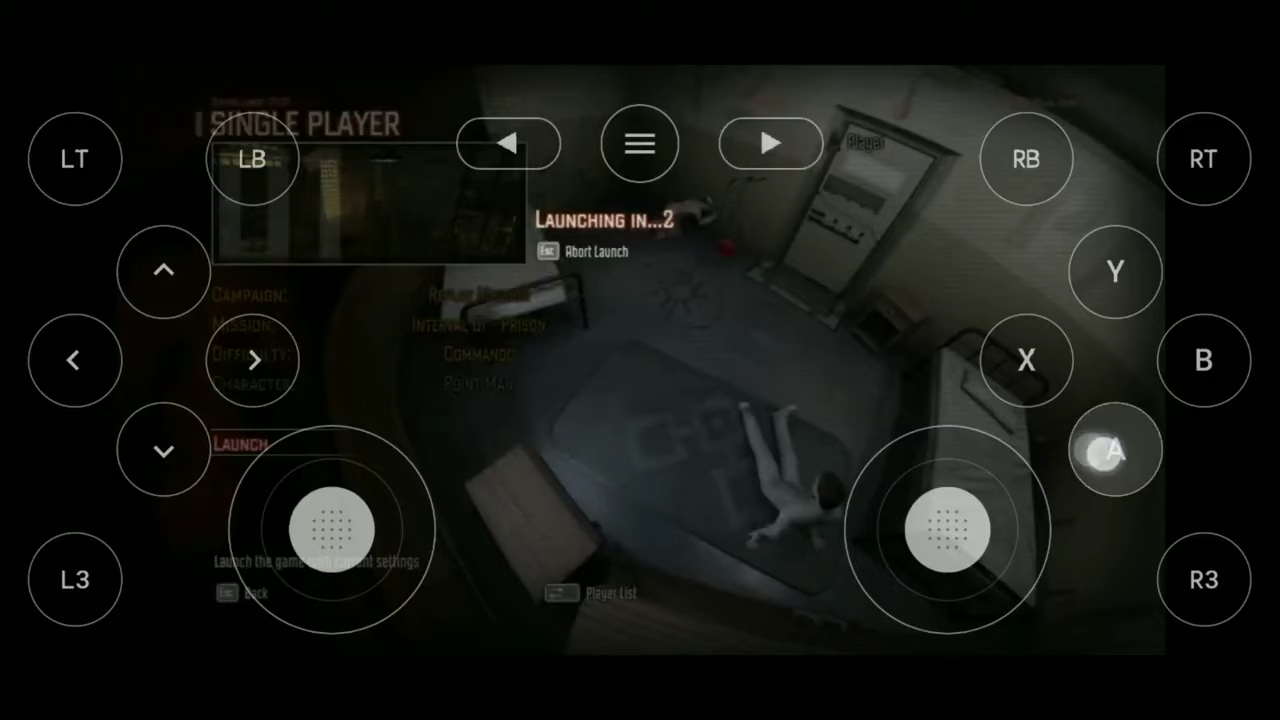 I SINGLE PLAYER
LT
LB
RB
RT
Player
LAUNCHING IN...2
Esc Abort Launch
Y
CAMPAIGN:
MISSION: INTERVAL 01 - PRISON
DIFFICULTY: COMMANDO
CHARACTER POINT MAN
X
B
LAUNCH
A
Launch the game with current settings
L3
R3
Esc Back
Player List